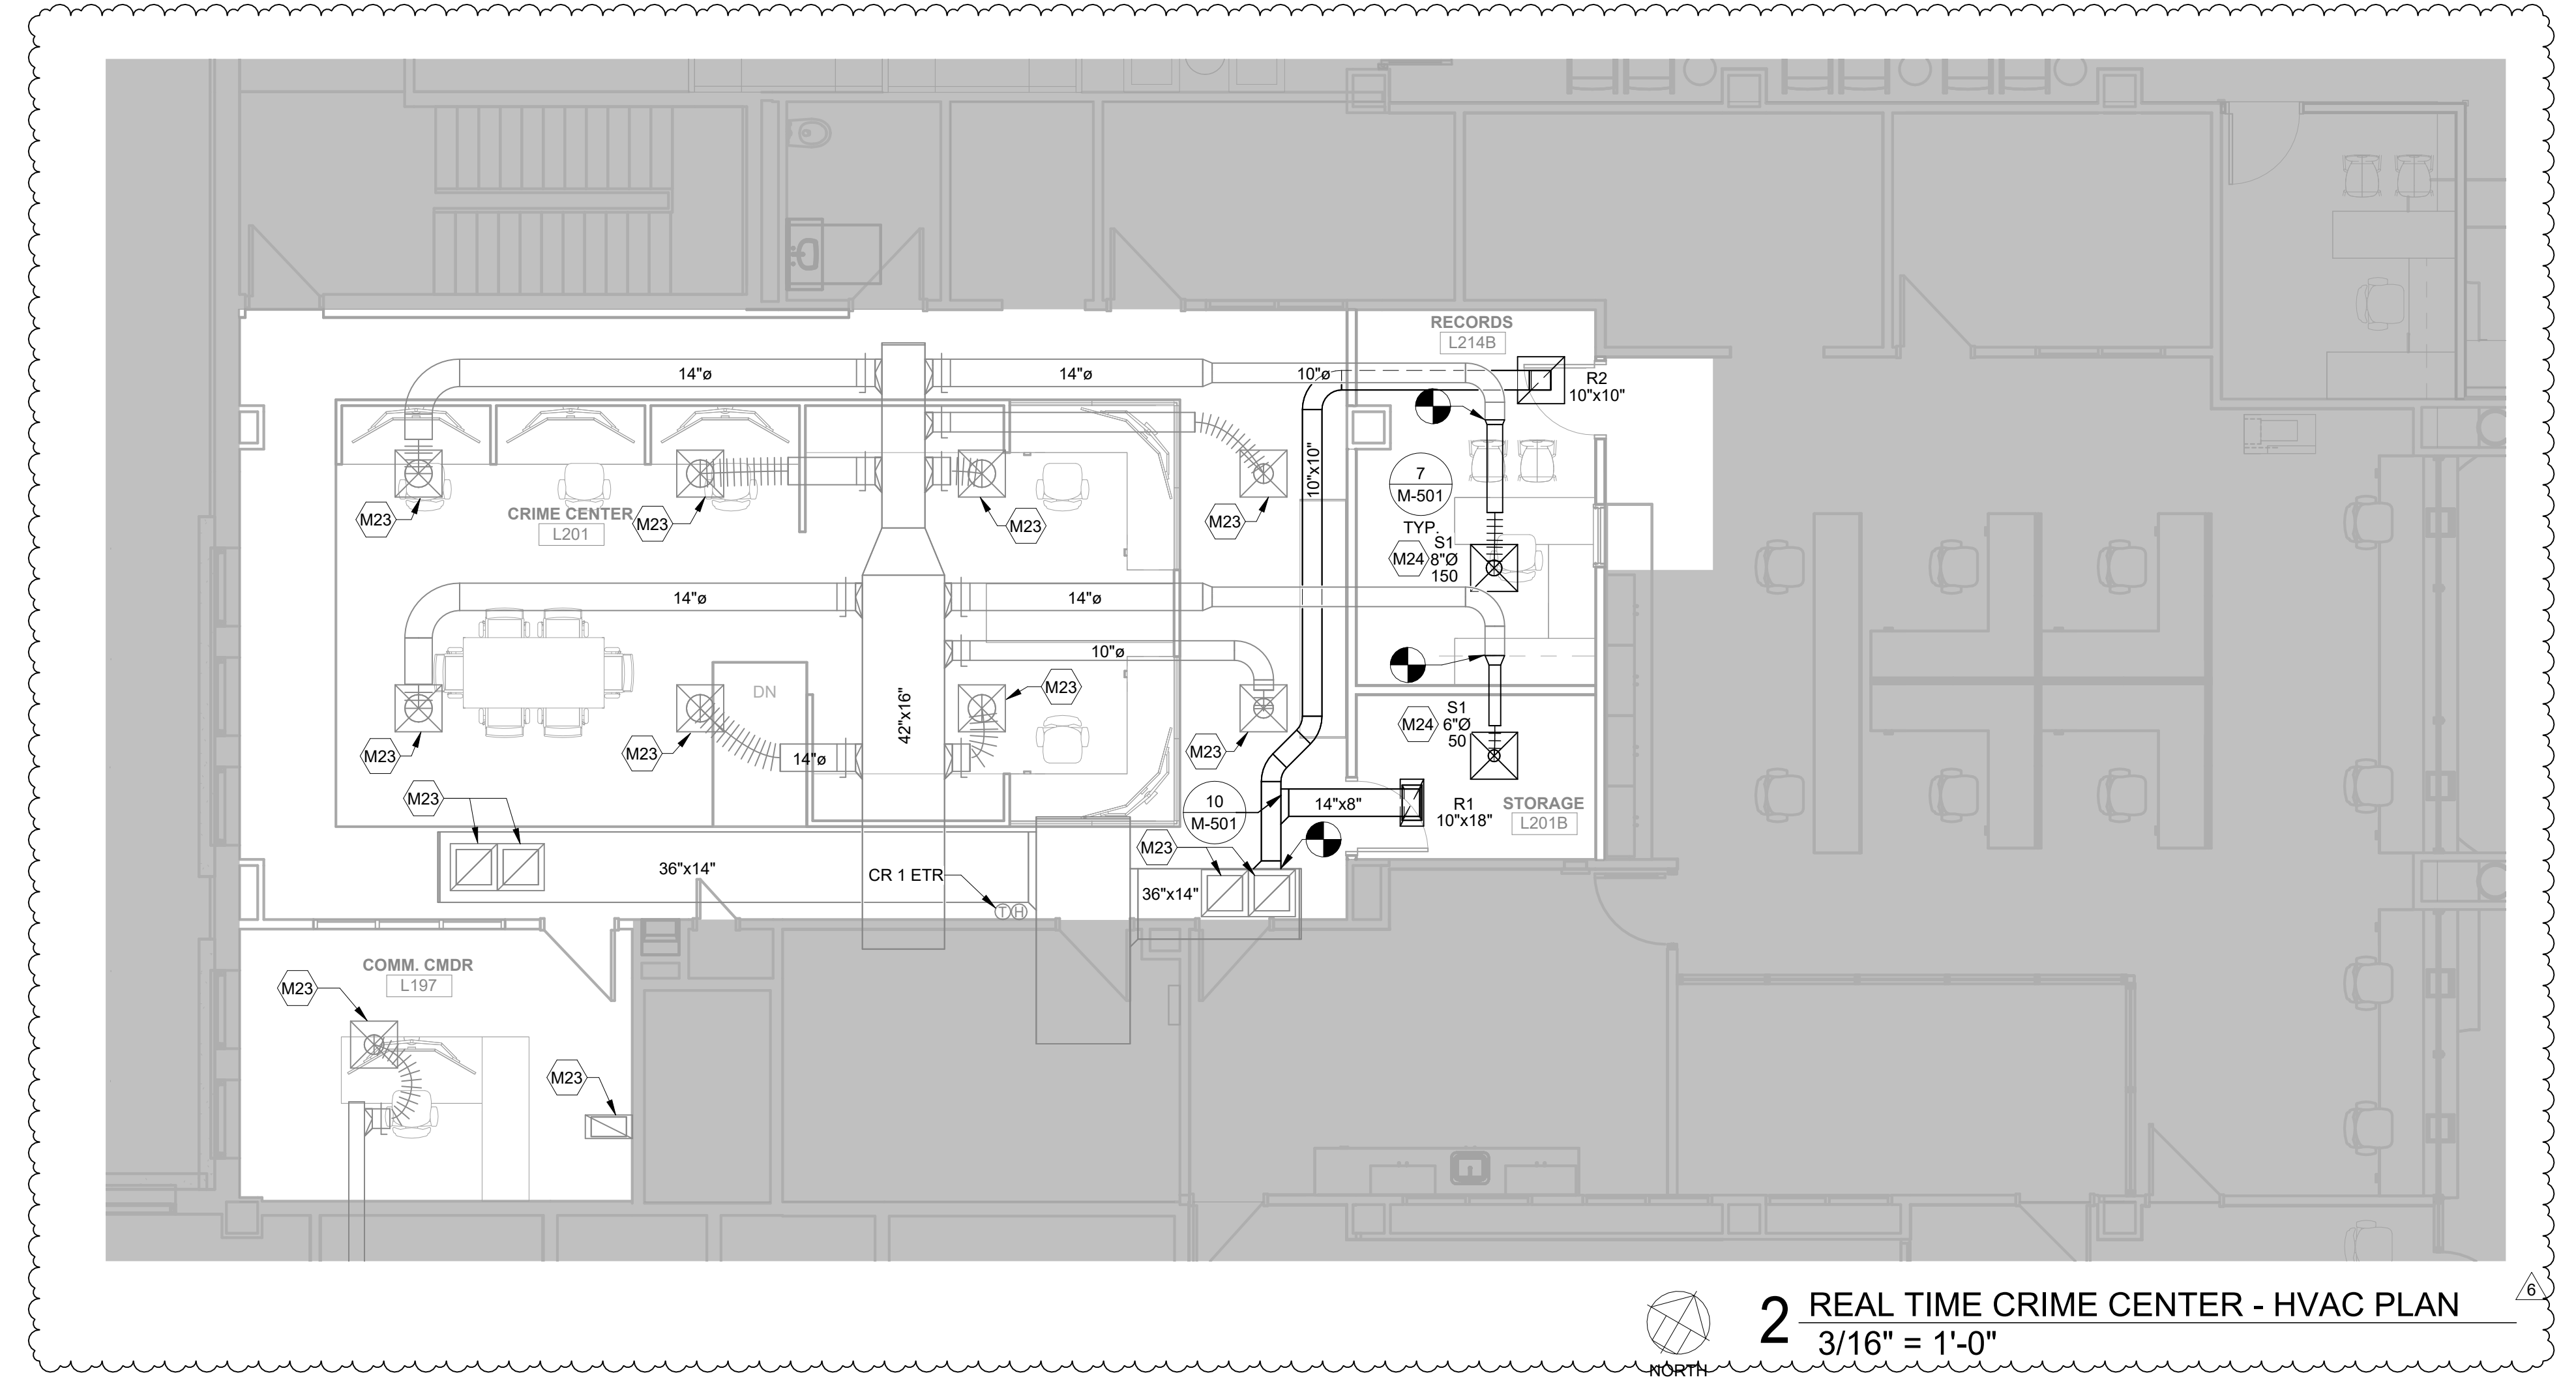 RECORDS
L214B
14"ø
14"ø
10"ø
R2
10"x10"
10"x10"
7
M-501
M23
CRIME CENTER
L201
M23
M23
M23
TYP.
S1
M24
8"Ø
150
14"ø
14"ø
10"ø
DN
M23
42"x16"
M23
M23
14"ø
M23
S1
M24
6"Ø
50
M23
10
M-501
14"x8"
R1
10"x18"
STORAGE
L201B
M23
36"x14"
CR 1 ETR
T H
36"x14"
COMM. CMDR
L197
M23
M23
6
2
REAL TIME CRIME CENTER - HVAC PLAN
3/16" = 1'-0"
NORTH